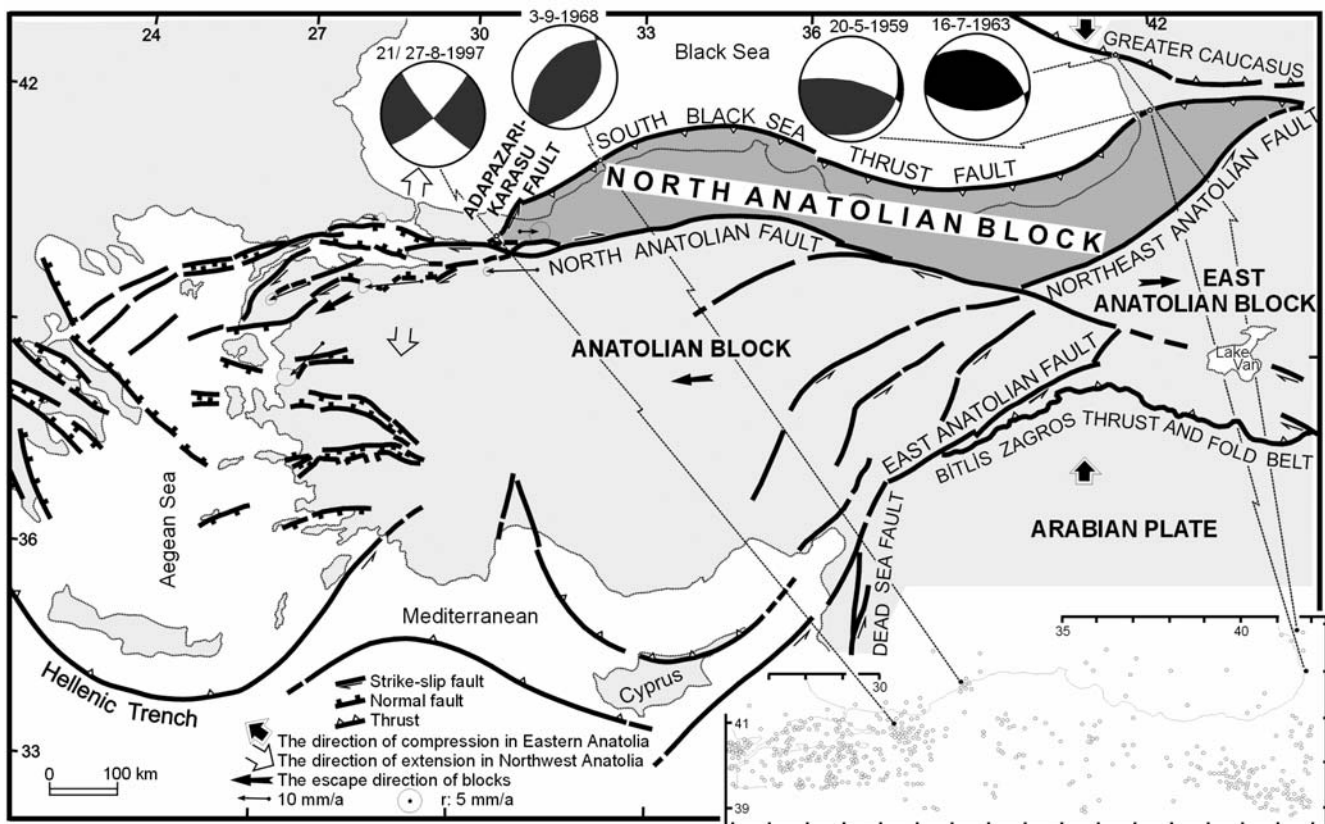 24
27
30
33
36
42
42
36
33
3-9-1968
20-5-1959
16-7-1963
21/ 27-8-1997
Black Sea
GREATER CAUCASUS
ADAPAZARI-
KARASU
FAULT
SOUTH BLACK SEA
THRUST FAULT
NORTH ANATOLIAN BLOCK
NORTH ANATOLIAN FAULT
NORTHEAST ANATOLIAN FAULT
EAST
ANATOLIAN BLOCK
ANATOLIAN BLOCK
Lake
Van
EAST ANATOLIAN FAULT
BİTLİS ZAGROS THRUST AND FOLD BELT
ARABIAN PLATE
DEAD SEA FAULT
Aegean Sea
Mediterranean
Hellenic Trench
Cyprus
Strike-slip fault
Normal fault
Thrust
The direction of compression in Eastern Anatolia
The direction of extension in Northwest Anatolia
The escape direction of blocks
10 mm/a
r: 5 mm/a
0
100 km
30
35
40
41
39